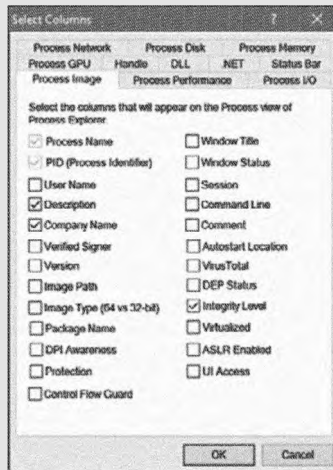 Select Columns ? X
Process Network Process Disk Process Memory
Process GPU Handle DLL .NET Status Bar
Process Image Process Performance Process I/O
Select the columns that will appear on the Process view of
Process Explorer.
Process Name
PID (Process Identifier)
User Name
Description
Company Name
Verified Signer
Version
Image Path
Image Type (64 vs 32-bit)
Package Name
DPI Awareness
Protection
Control Flow Guard
Window Title
Window Status
Session
Command Line
Comment
Autostart Location
VirusTotal
DEP Status
Integrity Level
Virtualized
ASLR Enabled
UI Access
OK Cancel